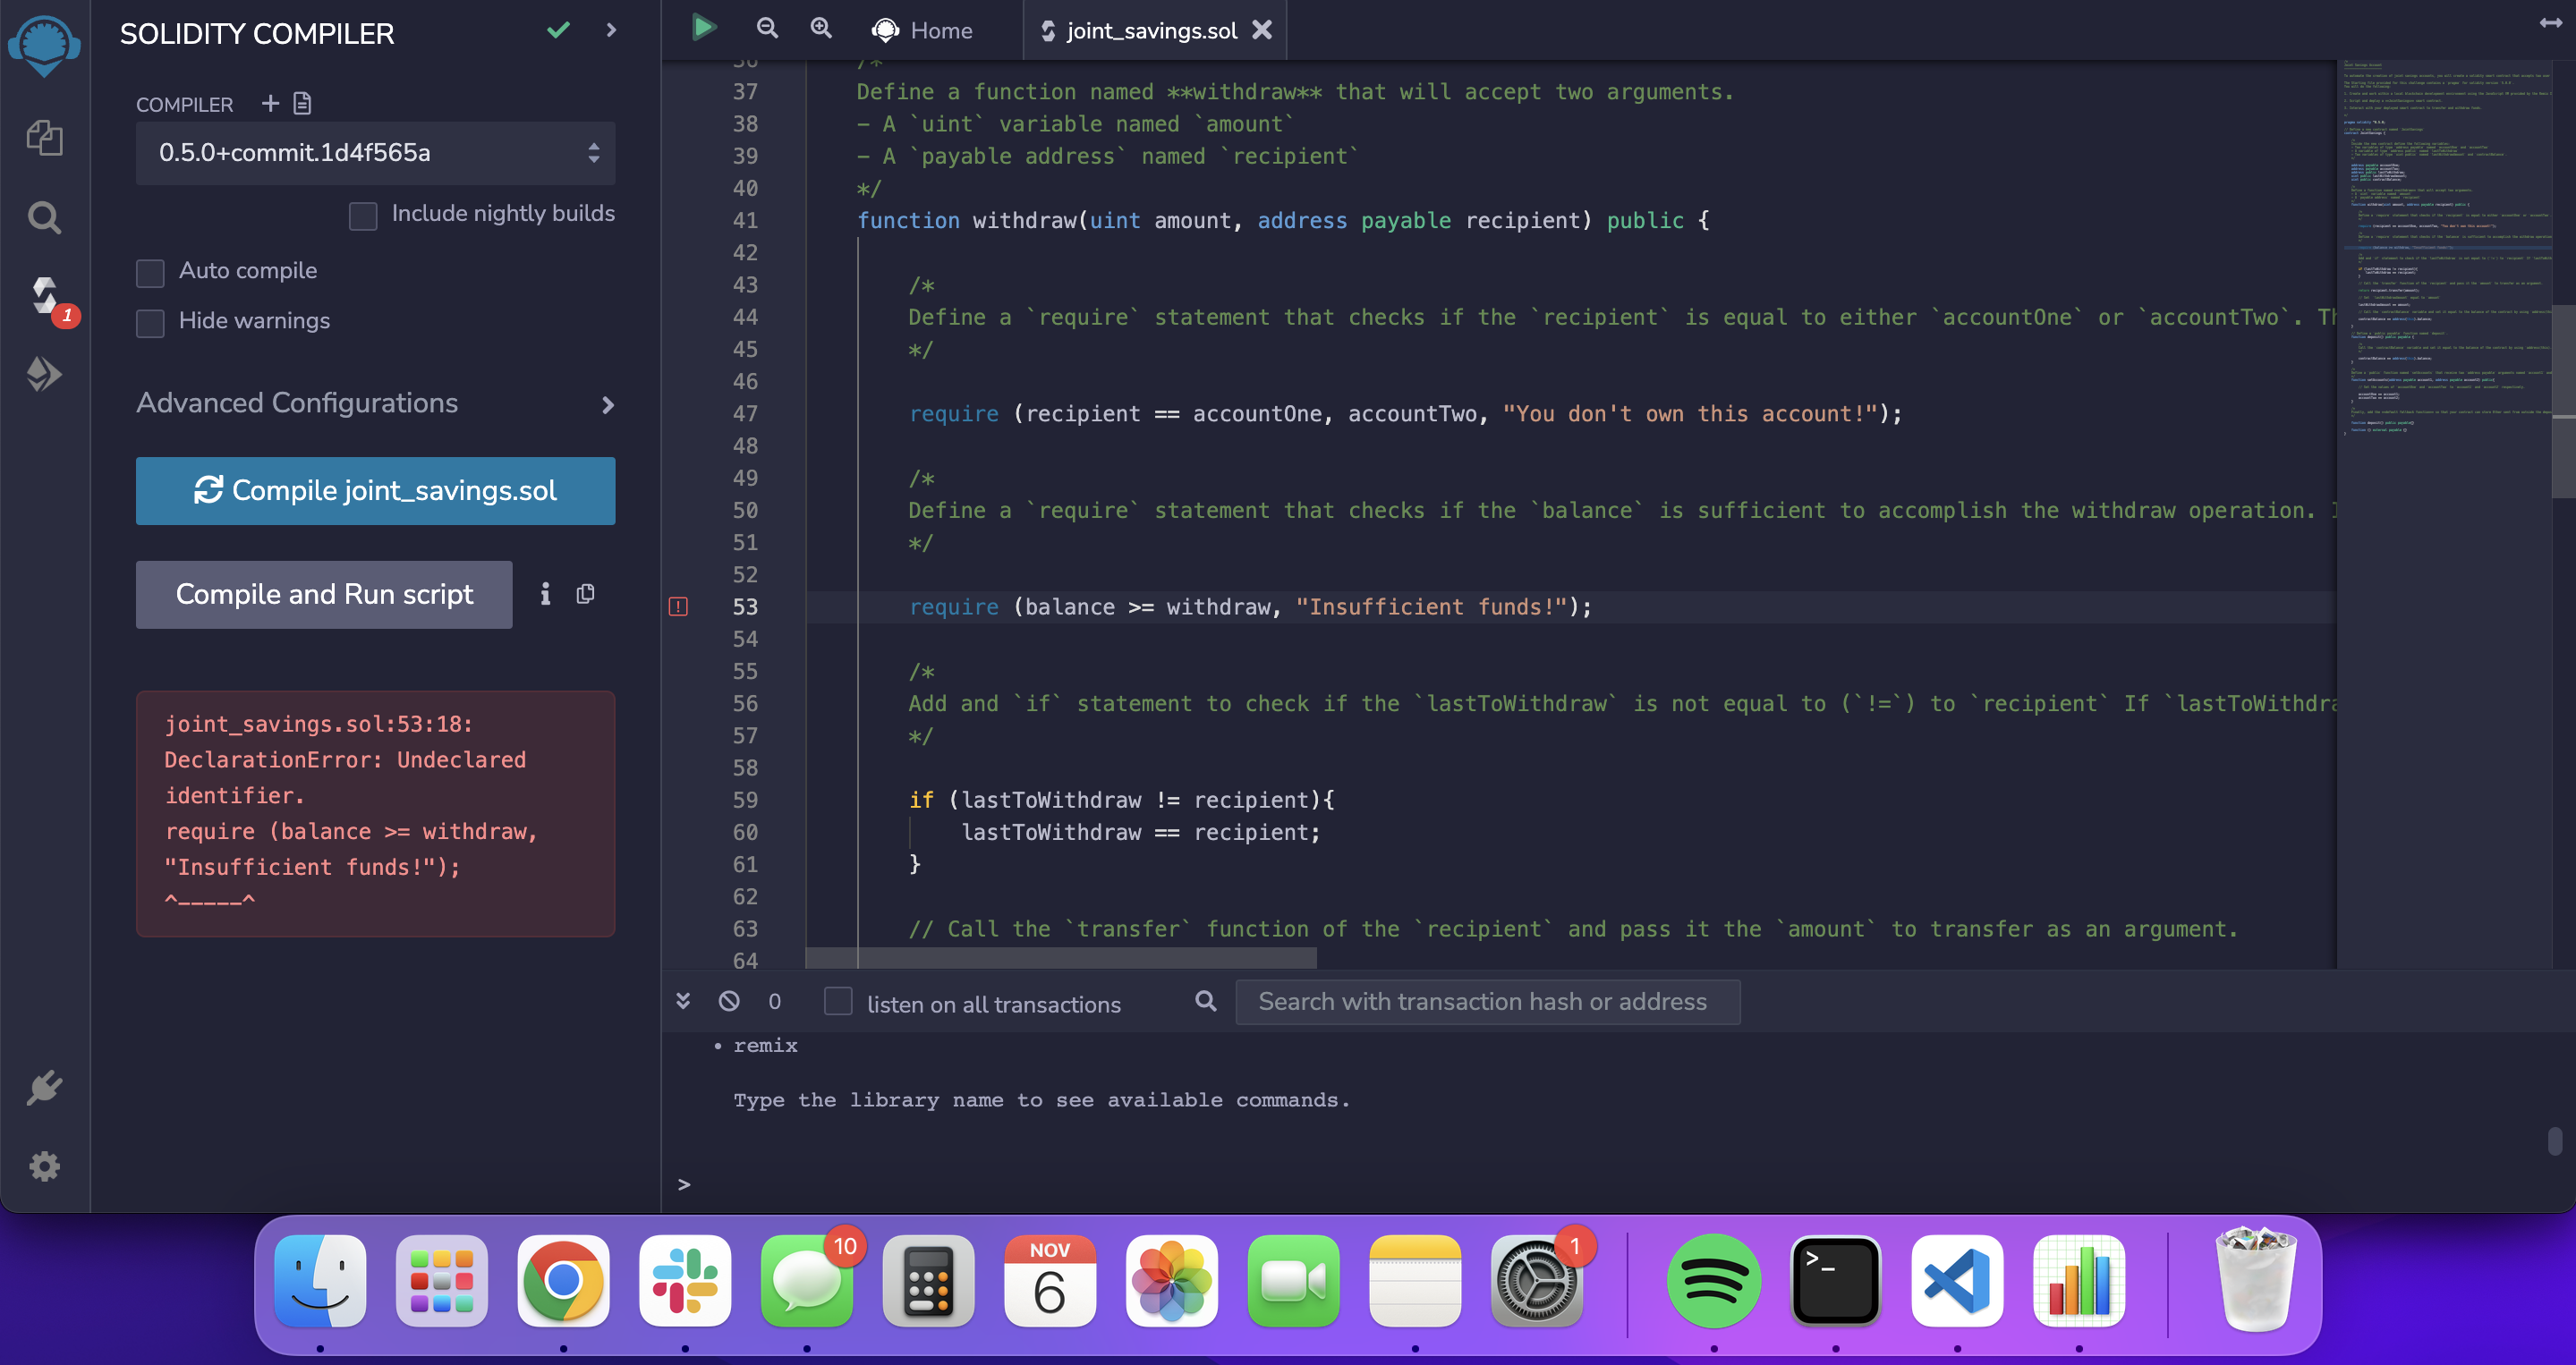 SOLIDITY COMPILER
COMPILER
0.5.0+commit.1d4f565a
Include nightly builds
Auto compile
Hide warnings
1
Advanced Configurations
Compile joint_savings.sol
Compile and Run script
joint_savings.sol:53:18:
DeclarationError: Undeclared
identifier.
require (balance >= withdraw,
"Insufficient funds!");
^-----^
Home
joint_savings.sol
36 /*
37 Define a function named **withdraw** that will accept two arguments.
38 - A `uint` variable named `amount`
39 - A `payable address` named `recipient`
40 */
41 function withdraw(uint amount, address payable recipient) public {
42
43 /*
44 Define a `require` statement that checks if the `recipient` is equal to either `accountOne` or `accountTwo`. Th
45 */
46
47 require (recipient == accountOne, accountTwo, "You don't own this account!");
48
49 /*
50 Define a `require` statement that checks if the `balance` is sufficient to accomplish the withdraw operation. I
51 */
52
53 require (balance >= withdraw, "Insufficient funds!");
54
55 /*
56 Add and `if` statement to check if the `lastToWithdraw` is not equal to (`!=`) to `recipient` If `lastToWithdra
57 */
58
59 if (lastToWithdraw != recipient){
60 lastToWithdraw == recipient;
61 }
62
63 // Call the `transfer` function of the `recipient` and pass it the `amount` to transfer as an argument.
64
0
listen on all transactions
Search with transaction hash or address
• remix
Type the library name to see available commands.
>
10
NOV
6
1
>_